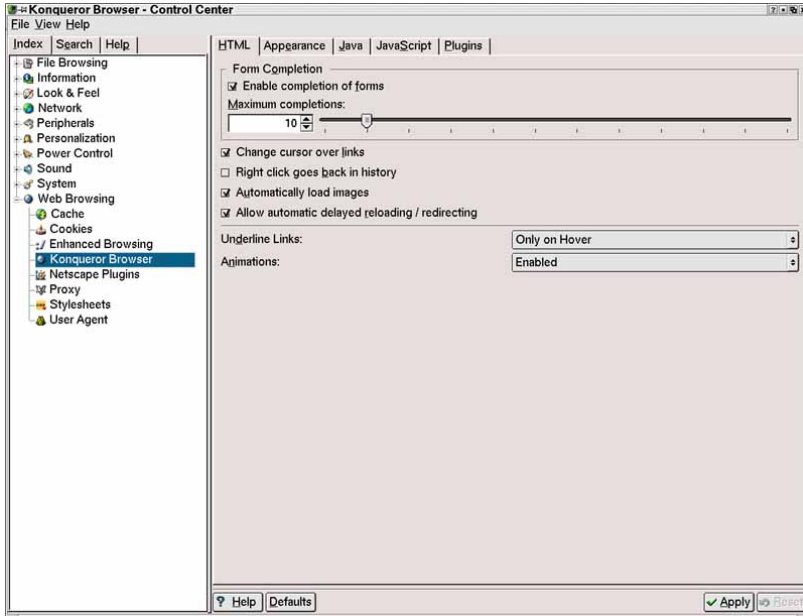 Konqueror Browser - Control Center
File View Help
Index Search Help
File Browsing
Information
Look & Feel
Network
Peripherals
Personalization
Power Control
Sound
System
Web Browsing
Cache
Cookies
Enhanced Browsing
Konqueror Browser
Netscape Plugins
Proxy
Stylesheets
User Agent
HTML Appearance Java JavaScript Plugins
Form Completion
Enable completion of forms
Maximum completions:
10
Change cursor over links
Right click goes back in history
Automatically load images
Allow automatic delayed reloading / redirecting
Underline Links: Only on Hover
Animations: Enabled
? Help Defaults Apply Reset